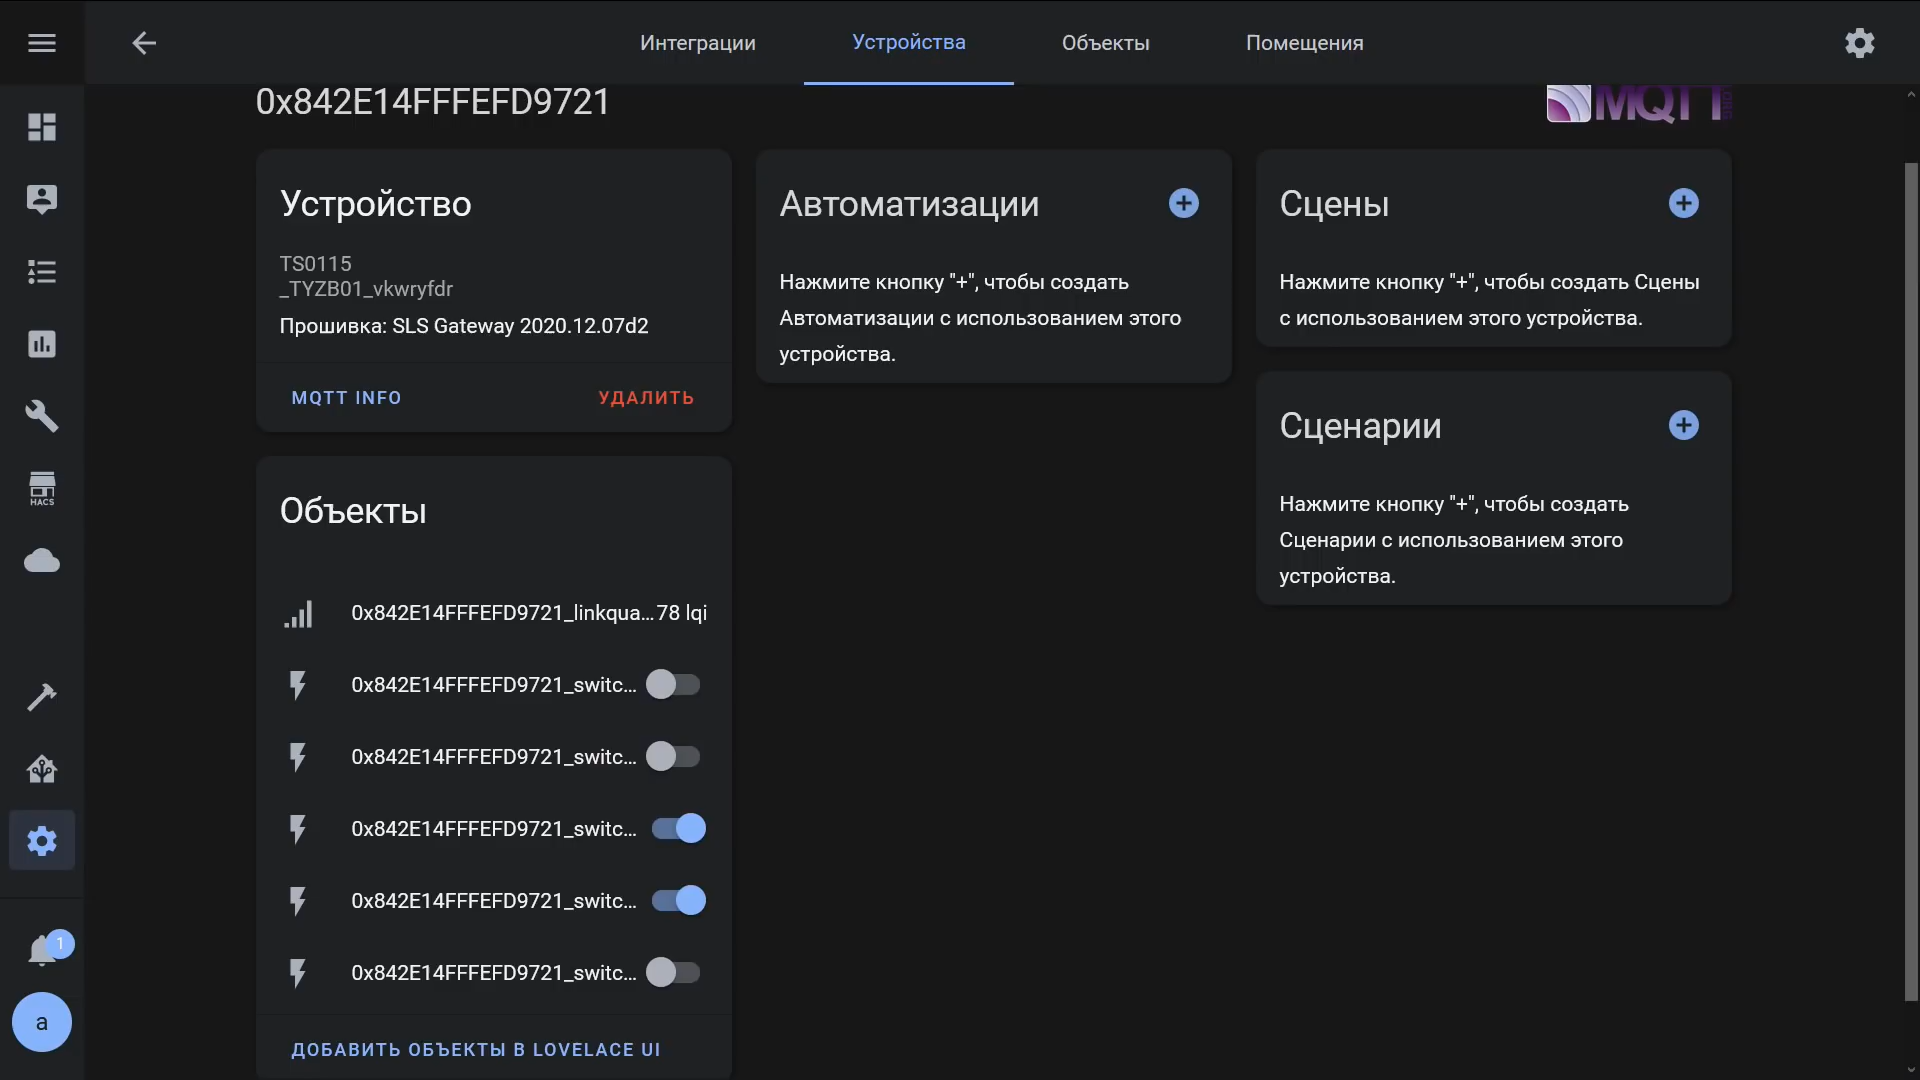 Интеграции
Устройства
Объекты
Помещения
0x842E14FFFEFD9721
MQTT
.ORG
Устройство
TS0115
_TYZB01_vkwryfdr
Прошивка: SLS Gateway 2020.12.07d2
MQTT INFO
УДАЛИТЬ
Автоматизации
Нажмите кнопку "+", чтобы создать
Автоматизации с использованием этого
устройства.
Сцены
Нажмите кнопку "+", чтобы создать Сцены
с использованием этого устройства.
Сценарии
Нажмите кнопку "+", чтобы создать
Сценарии с использованием этого
устройства.
Объекты
0x842E14FFFEFD9721_linkqua... 78 lqi
0x842E14FFFEFD9721_switc...
0x842E14FFFEFD9721_switc...
0x842E14FFFEFD9721_switc...
0x842E14FFFEFD9721_switc...
0x842E14FFFEFD9721_switc...
ДОБАВИТЬ ОБЪЕКТЫ В LOVELACE UI
HACS
1
a